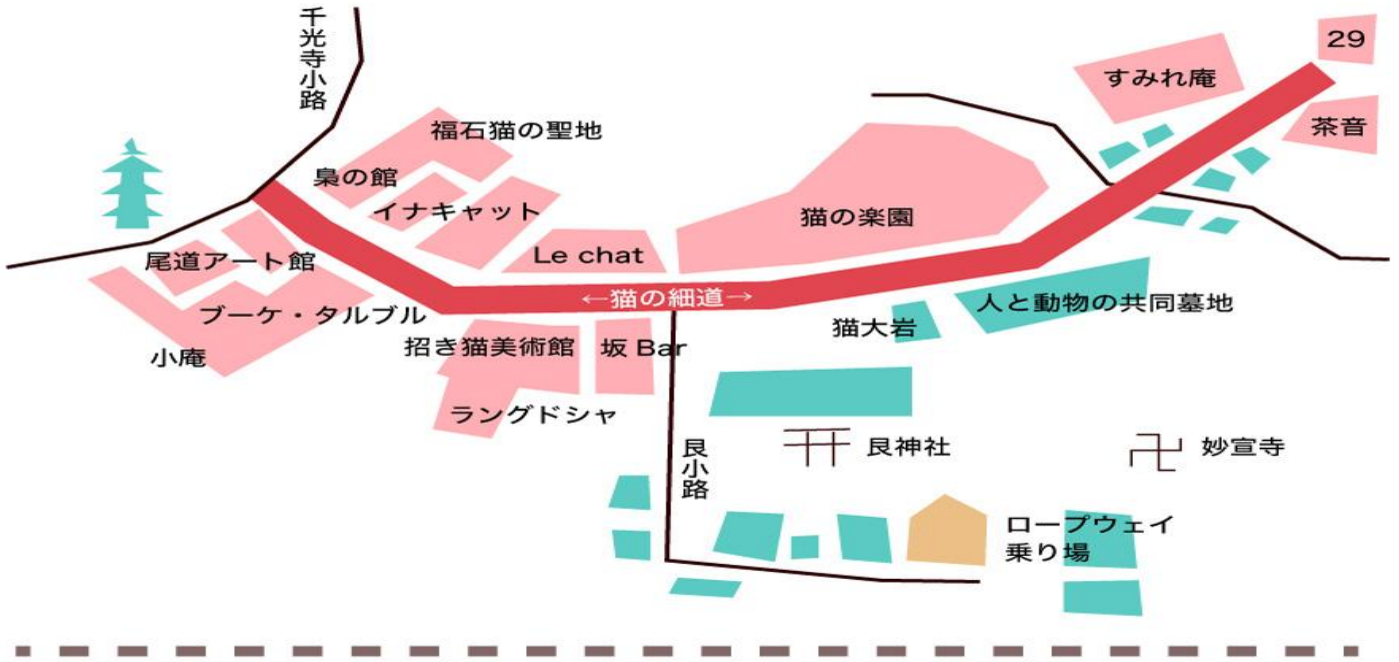 千光寺小路
29
すみれ庵
茶音
福石猫の聖地
梟の館
イナキャット
猫の楽園
Le chat
尾道アート館
←猫の細道→
ブーケ・タルブル
人と動物の共同墓地
猫大岩
小庵
招き猫美術館
坂 Bar
ラングドシャ
艮小路
艮神社
妙宣寺
ロープウェイ
乗り場